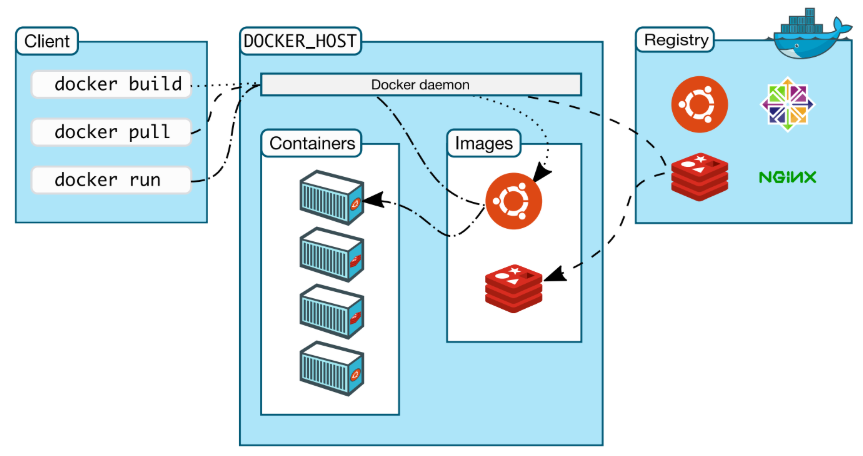 Client
docker build
docker pull
docker run
DOCKER_HOST
Docker daemon
Containers
Images
Registry
NGINX